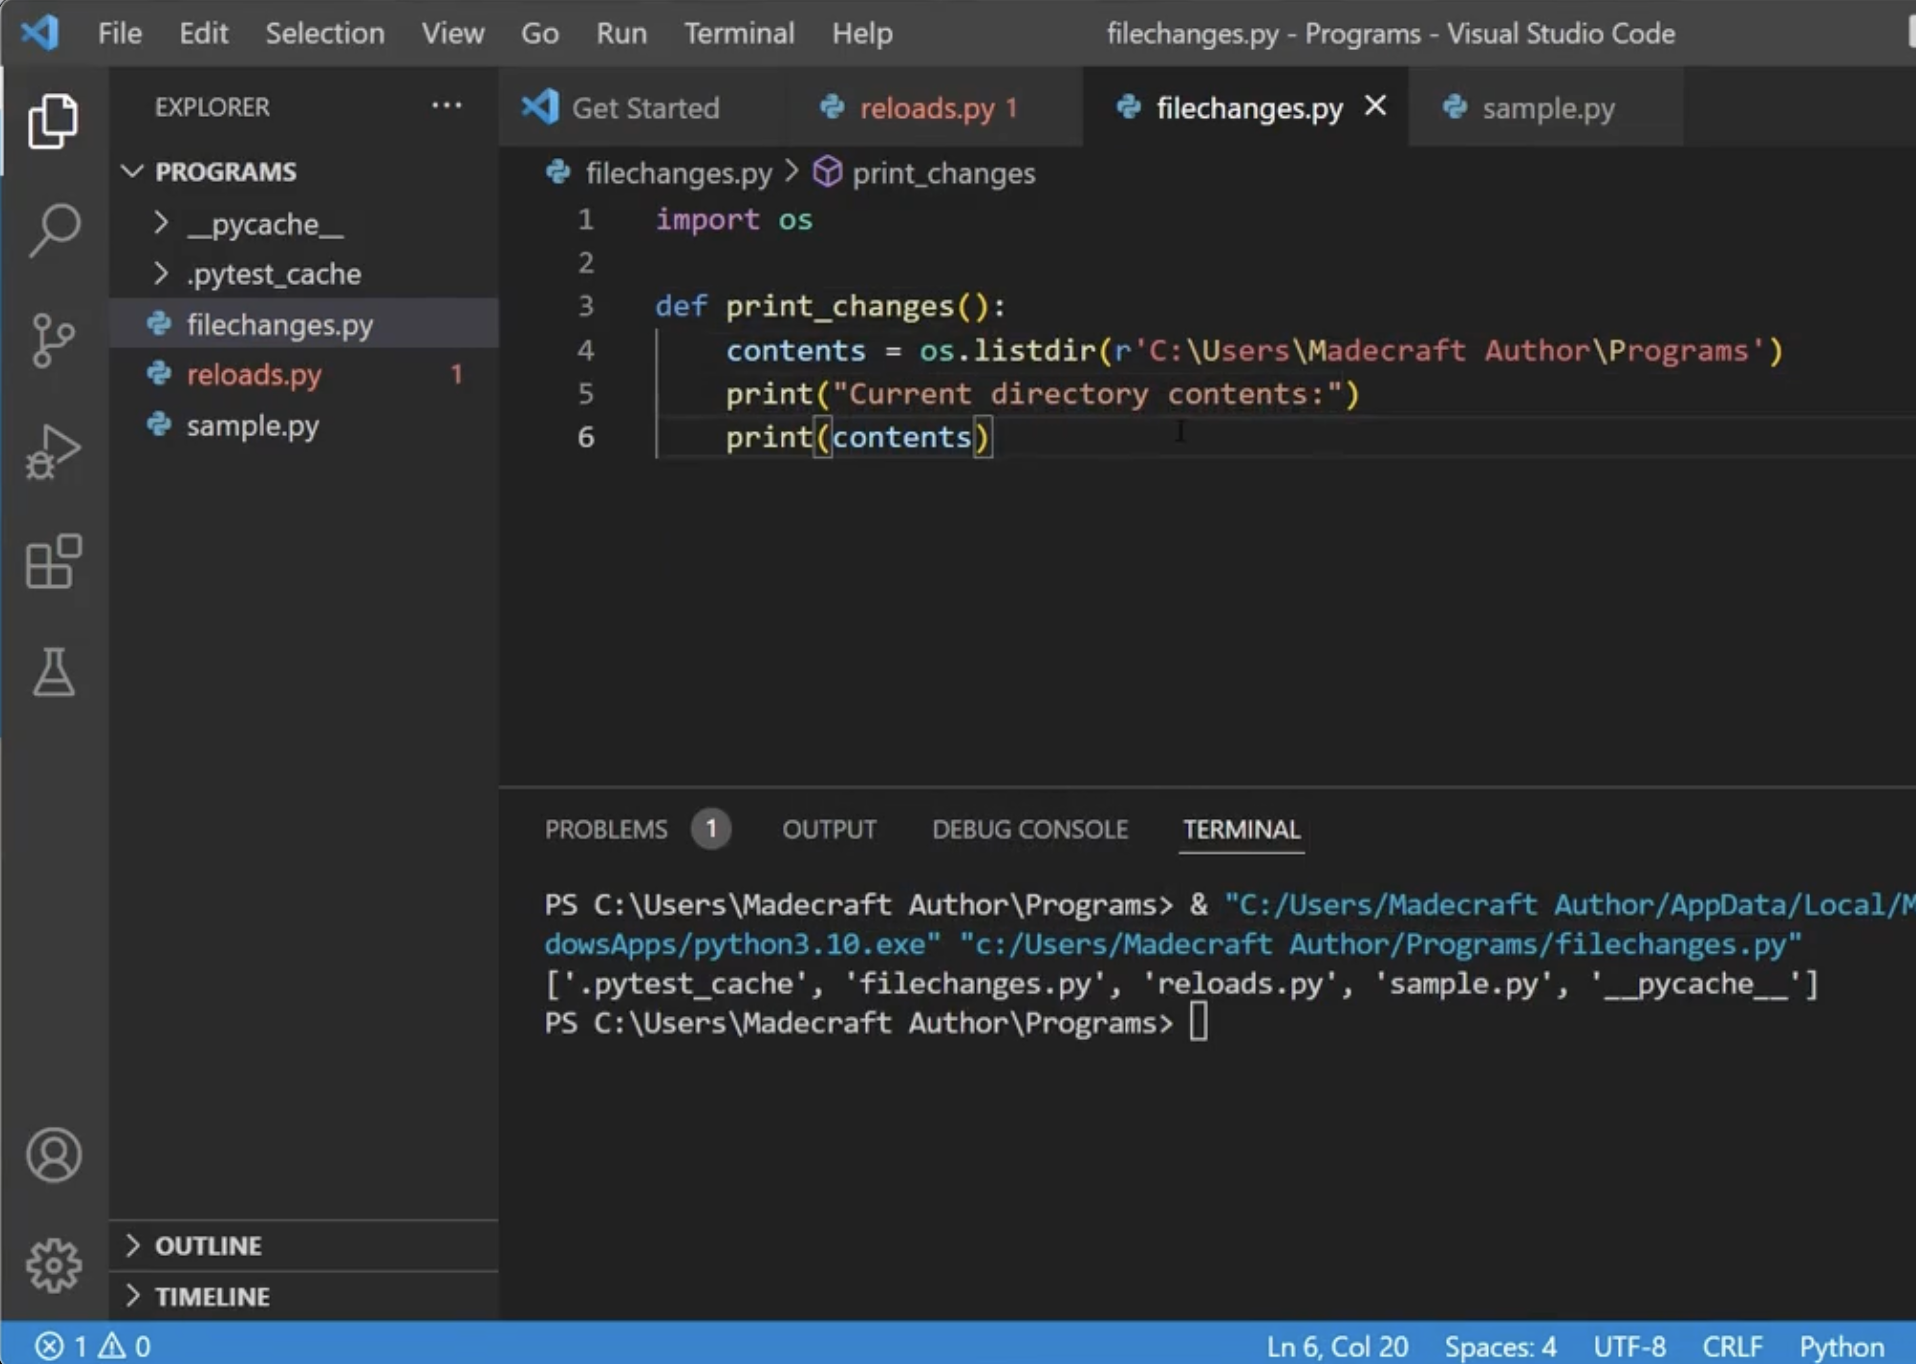 File Edit Selection View Go Run Terminal Help filechanges.py - Programs - Visual Studio Code
EXPLORER ...
Get Started reloads.py 1 filechanges.py sample.py
PROGRAMS
__pycache__
.pytest_cache
filechanges.py
reloads.py 1
sample.py
filechanges.py > print_changes
1 import os
2
3 def print_changes():
4 contents = os.listdir(r'C:\Users\Madecraft Author\Programs')
5 print("Current directory contents:")
6 print(contents)
PROBLEMS 1 OUTPUT DEBUG CONSOLE TERMINAL
PS C:\Users\Madecraft Author\Programs> & "C:/Users/Madecraft Author/AppData/Local/M
dowsApps/python3.10.exe" "c:/Users/Madecraft Author/Programs/filechanges.py"
['.pytest_cache', 'filechanges.py', 'reloads.py', 'sample.py', '__pycache__']
PS C:\Users\Madecraft Author\Programs>
OUTLINE
TIMELINE
1 0 Ln 6, Col 20 Spaces: 4 UTF-8 CRLF Python